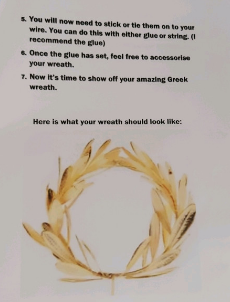 5. You will now need to stick or tie them on to your
wire. You can do this with either glue or string. (I
recommend the glue)
6. Once the glue has set, feel free to accessorise
your wreath.
7. Now it's time to show off your amazing Greek
wreath.
Here is what your wreath should look like: